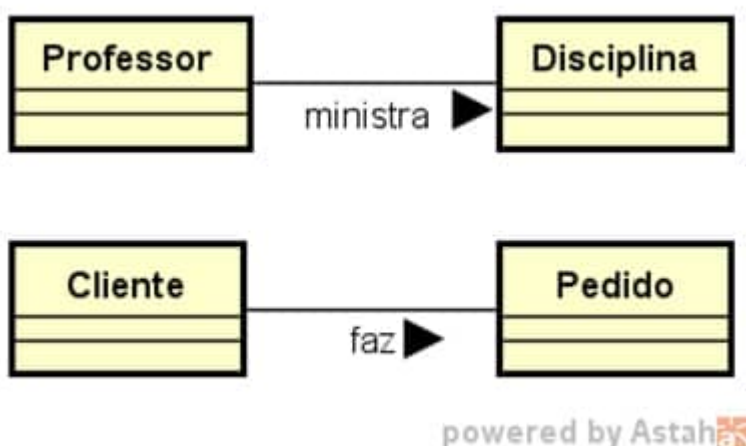 Professor
Disciplina
ministra
Cliente
Pedido
faz
powered by Astah